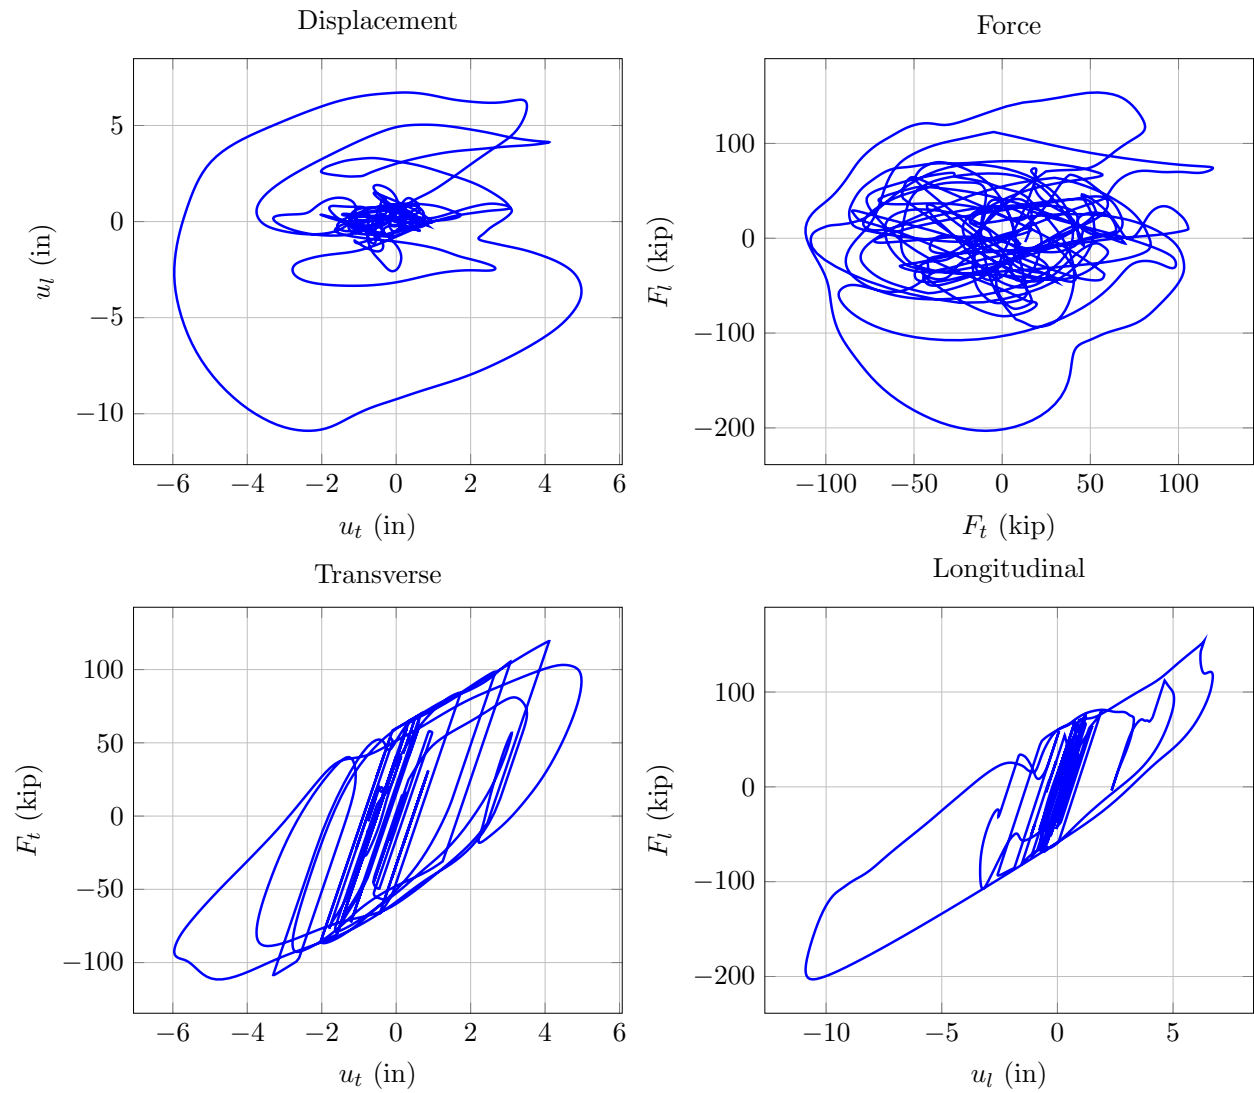 Displacement
Force
5
0
−5
−10
u_l (in)
−6 −4 −2 0 2 4 6
u_t (in)
100
0
−100
−200
F_l (kip)
−100 −50 0 50 100
F_t (kip)
Transverse
Longitudinal
100
50
0
−50
−100
F_t (kip)
−6 −4 −2 0 2 4 6
u_t (in)
100
0
−100
−200
F_l (kip)
−10 −5 0 5
u_l (in)